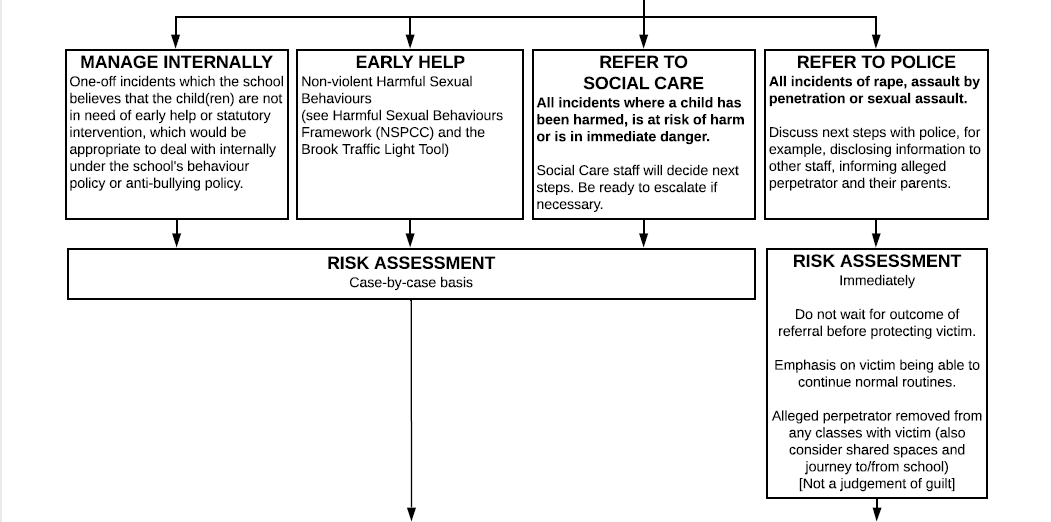 MANAGE INTERNALLY
One-off incidents which the school
believes that the child(ren) are not
in need of early help or statutory
intervention, which would be
appropriate to deal with internally
under the school's behaviour
policy or anti-bullying policy.
EARLY HELP
Non-violent Harmful Sexual
Behaviours
(see Harmful Sexual Behaviours
Framework (NSPCC) and the
Brook Traffic Light Tool)
REFER TO
SOCIAL CARE
All incidents where a child has
been harmed, is at risk of harm
or is in immediate danger.
Social Care staff will decide next
steps. Be ready to escalate if
necessary.
REFER TO POLICE
All incidents of rape, assault by
penetration or sexual assault.
Discuss next steps with police, for
example, disclosing information to
other staff, informing alleged
perpetrator and their parents.
RISK ASSESSMENT
Case-by-case basis
RISK ASSESSMENT
Immediately
Do not wait for outcome of
referral before protecting victim.
Emphasis on victim being able to
continue normal routines.
Alleged perpetrator removed from
any classes with victim (also
consider shared spaces and
journey to/from school)
[Not a judgement of guilt]